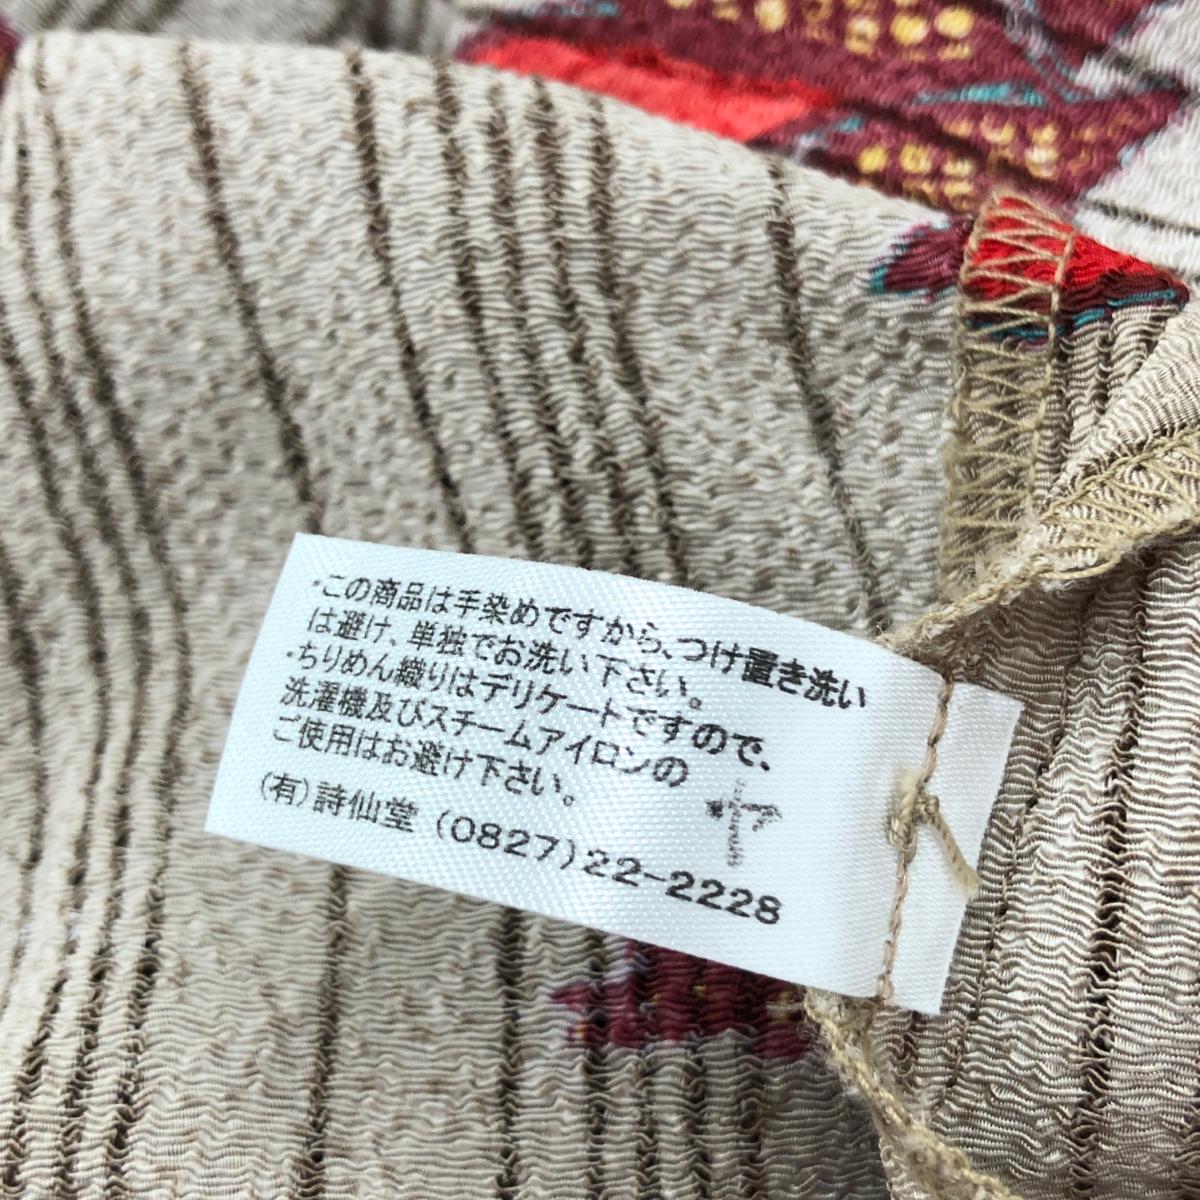 ・この商品は手染めですから、つけ置き洗い
は避け、単独でお洗い下さい。
・ちりめん織りはデリケートですので、
洗濯機及びスチームアイロンの
ご使用はお避け下さい。
(有)詩仙堂 (0827)22-2228